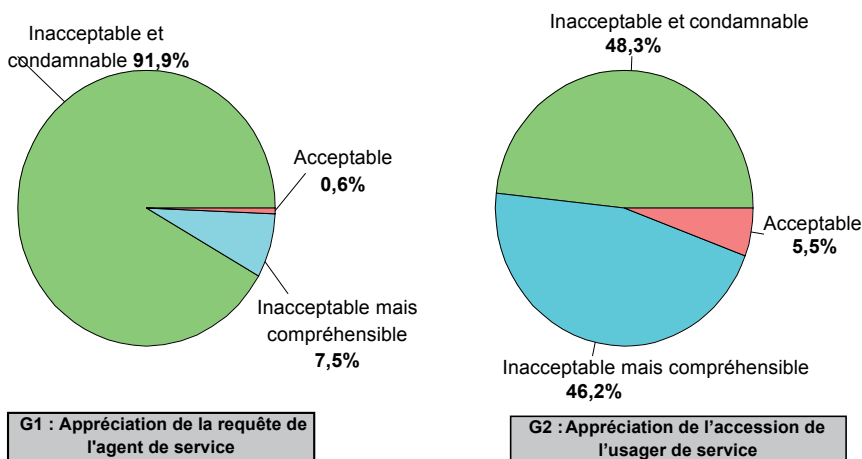 Inacceptable et
condamnable 91,9%
Acceptable
0,6%
Inacceptable mais
compréhensible
7,5%
G1 : Appréciation de la requête de
l'agent de service
Inacceptable et condamnable
48,3%
Acceptable
5,5%
Inacceptable mais compréhensible
46,2%
G2 : Appréciation de l’accession de
l’usager de service